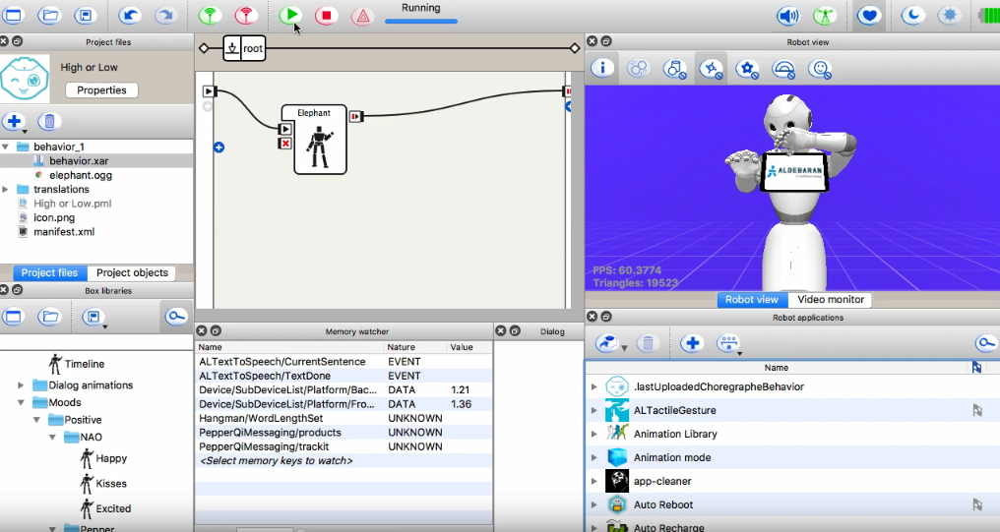 Running
Project files
High or Low
Properties
behavior_1
behavior.xar
elephant.ogg
translations
High or Low.pml
icon.png
manifest.xml
Project files
Project objects
Box libraries
Timeline
Dialog animations
Moods
Positive
NAO
Happy
Kisses
Excited
Pepper
root
Elephant
Memory watcher
Name Nature Value
ALTextToSpeech/CurrentSentence EVENT
ALTextToSpeech/TextDone EVENT
Device/SubDeviceList/Platform/Bac... DATA 1.21
Device/SubDeviceList/Platform/Fro... DATA 1.36
Hangman/WordLengthSet UNKNOWN
PepperQiMessaging/products UNKNOWN
PepperQiMessaging/trackit UNKNOWN
<Select memory keys to watch>
Dialog
Robot view
ALDEBARAN
FPS: 60.3774
Triangles: 19523
Robot view
Video monitor
Robot applications
Name
.lastUploadedChoregrapheBehavior
ALTactileGesture
Animation Library
Animation mode
app-cleaner
Auto Reboot
Auto Recharge